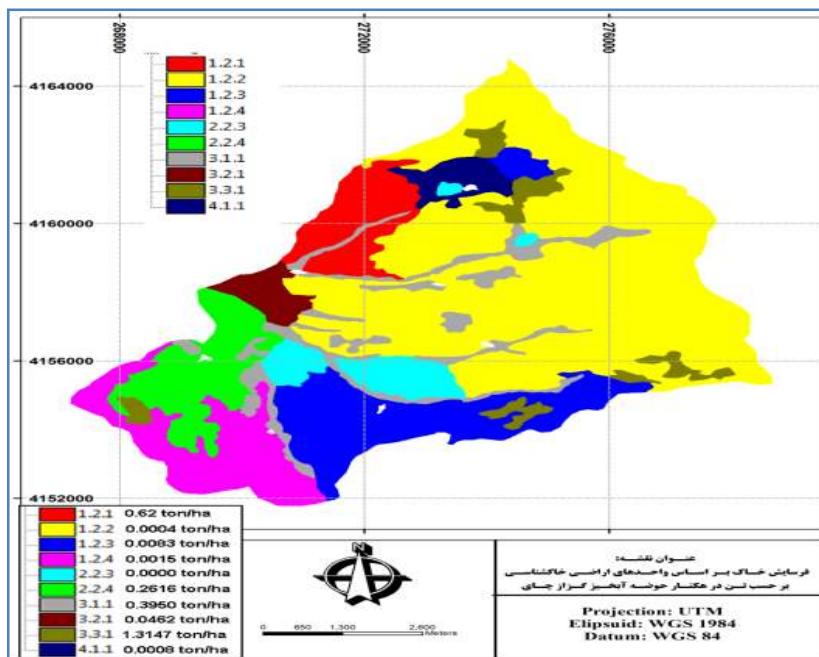 268000
272000
276000
4164000
4160000
4156000
4152000
1.2.1
1.2.2
1.2.3
1.2.4
2.2.3
2.2.4
3.1.1
3.2.1
3.3.1
4.1.1
1.2.1 0.62 ton/ha
1.2.2 0.0004 ton/ha
1.2.3 0.0083 ton/ha
1.2.4 0.0015 ton/ha
2.2.3 0.0000 ton/ha
2.2.4 0.2616 ton/ha
3.1.1 0.3950 ton/ha
3.2.1 0.0462 ton/ha
3.3.1 1.3147 ton/ha
4.1.1 0.0008 ton/ha
N
0 650 1,300 2,600
Meters
عنوان نقشه:
فرسایش خاک بر اساس واحدهای اراضی خاکشناسی
بر حسب تن در هکتار حوضه آبخیز گزاز چای
Projection: UTM
Elipsuid: WGS 1984
Datum: WGS 84